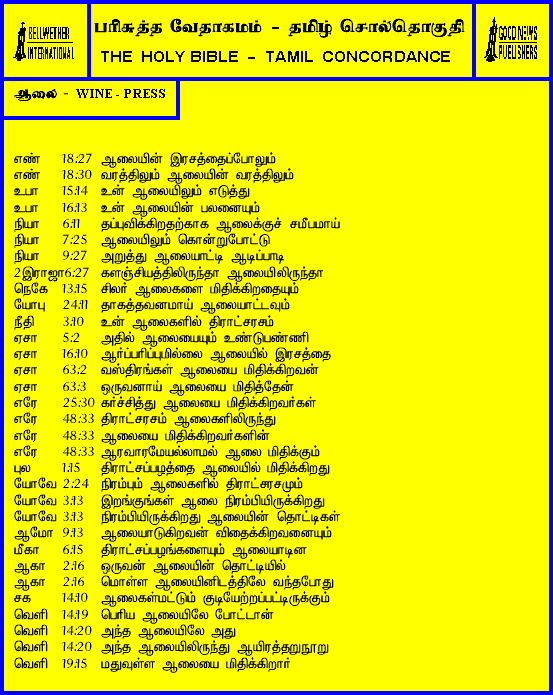 BELLWETHER INTERNATIONAL
பரிசுத்த வேதாகமம் - தமிழ் சொல்தொகுதி
THE HOLY BIBLE - TAMIL CONCORDANCE
GOOD NEWS PUBLISHERS
ஆலை - WINE - PRESS
எண் 18:27 ஆலையின் இரசத்தைப்போலும்
எண் 18:30 வரத்திலும் ஆலையின் வரத்திலும்
உபா 15:14 உன் ஆலையிலும் எடுத்து
உபா 16:13 உன் ஆலையின் பலனையும்
நியா 6:11 தப்புவிக்கிறதற்காக ஆலைக்குச் சமீபமாய்
நியா 7:25 ஆலையிலும் கொன்றுபோட்டு
நியா 9:27 அறுத்து ஆலையாட்டி ஆடிப்பாடி
2இராஜா6:27 களஞ்சியத்திலிருந்தா ஆலையிலிருந்தா
நெகே 13:15 சிலர் ஆலைகளை மிதிக்கிறதையும்
யோபு 24:11 தாகத்தவனமாய் ஆலையாட்டவும்
நீதி 3:10 உன் ஆலைகளில் திராட்சரசம்
ஏசா 5:2 அதில் ஆலையையும் உண்டுபண்ணி
ஏசா 16:10 ஆர்ப்பரிப்புமில்லை ஆலையில் இரசத்தை
ஏசா 63:2 வஸ்திரங்கள் ஆலையை மிதிக்கிறவன்
ஏசா 63:3 ஒருவனாய் ஆலையை மிதித்தேன்
எரே 25:30 கர்ச்சித்து ஆலையை மிதிக்கிறவர்கள்
எரே 48:33 திராட்சரசம் ஆலைகளிலிருந்து
எரே 48:33 ஆலையை மிதிக்கிறவர்களின்
எரே 48:33 ஆரவாரமேயல்லாமல் ஆலை மிதிக்கும்
புல 1:15 திராட்சப்பழத்தை ஆலையில் மிதிக்கிறது
யோவே 2:24 நிரம்பும் ஆலைகளில் திராட்சரசமும்
யோவே 3:13 இறங்குங்கள் ஆலை நிரம்பியிருக்கிறது
யோவே 3:13 நிரம்பியிருக்கிறது ஆலையின் தொட்டிகள்
ஆமோ 9:13 ஆலையாடுகிறவன் விதைக்கிறவனையும்
மீகா 6:15 திராட்சப்பழங்களையும் ஆலையாடின
ஆகா 2:16 ஒருவன் ஆலையின் தொட்டியில்
ஆகா 2:16 மொள்ள ஆலையினிடத்திலே வந்தபோது
சக 14:10 ஆலைகள்மட்டும் குடியேற்றப்பட்டிருக்கும்
வெளி 14:19 பெரிய ஆலையிலே போட்டான்
வெளி 14:20 அந்த ஆலையிலே அது
வெளி 14:20 அந்த ஆலையிலிருந்து ஆயிரத்தறுநூறு
வெளி 19:15 மதுவுள்ள ஆலையை மிதிக்கிறார்